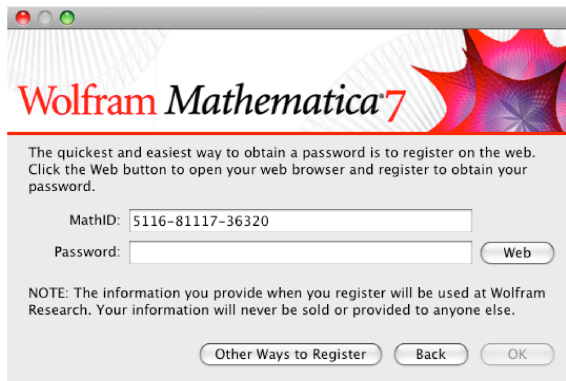 Wolfram Mathematica 7
The quickest and easiest way to obtain a password is to register on the web.
Click the Web button to open your web browser and register to obtain your
password.
MathID: 5116-81117-36320
Password: Web
NOTE: The information you provide when you register will be used at Wolfram
Research. Your information will never be sold or provided to anyone else.
Other Ways to Register Back OK